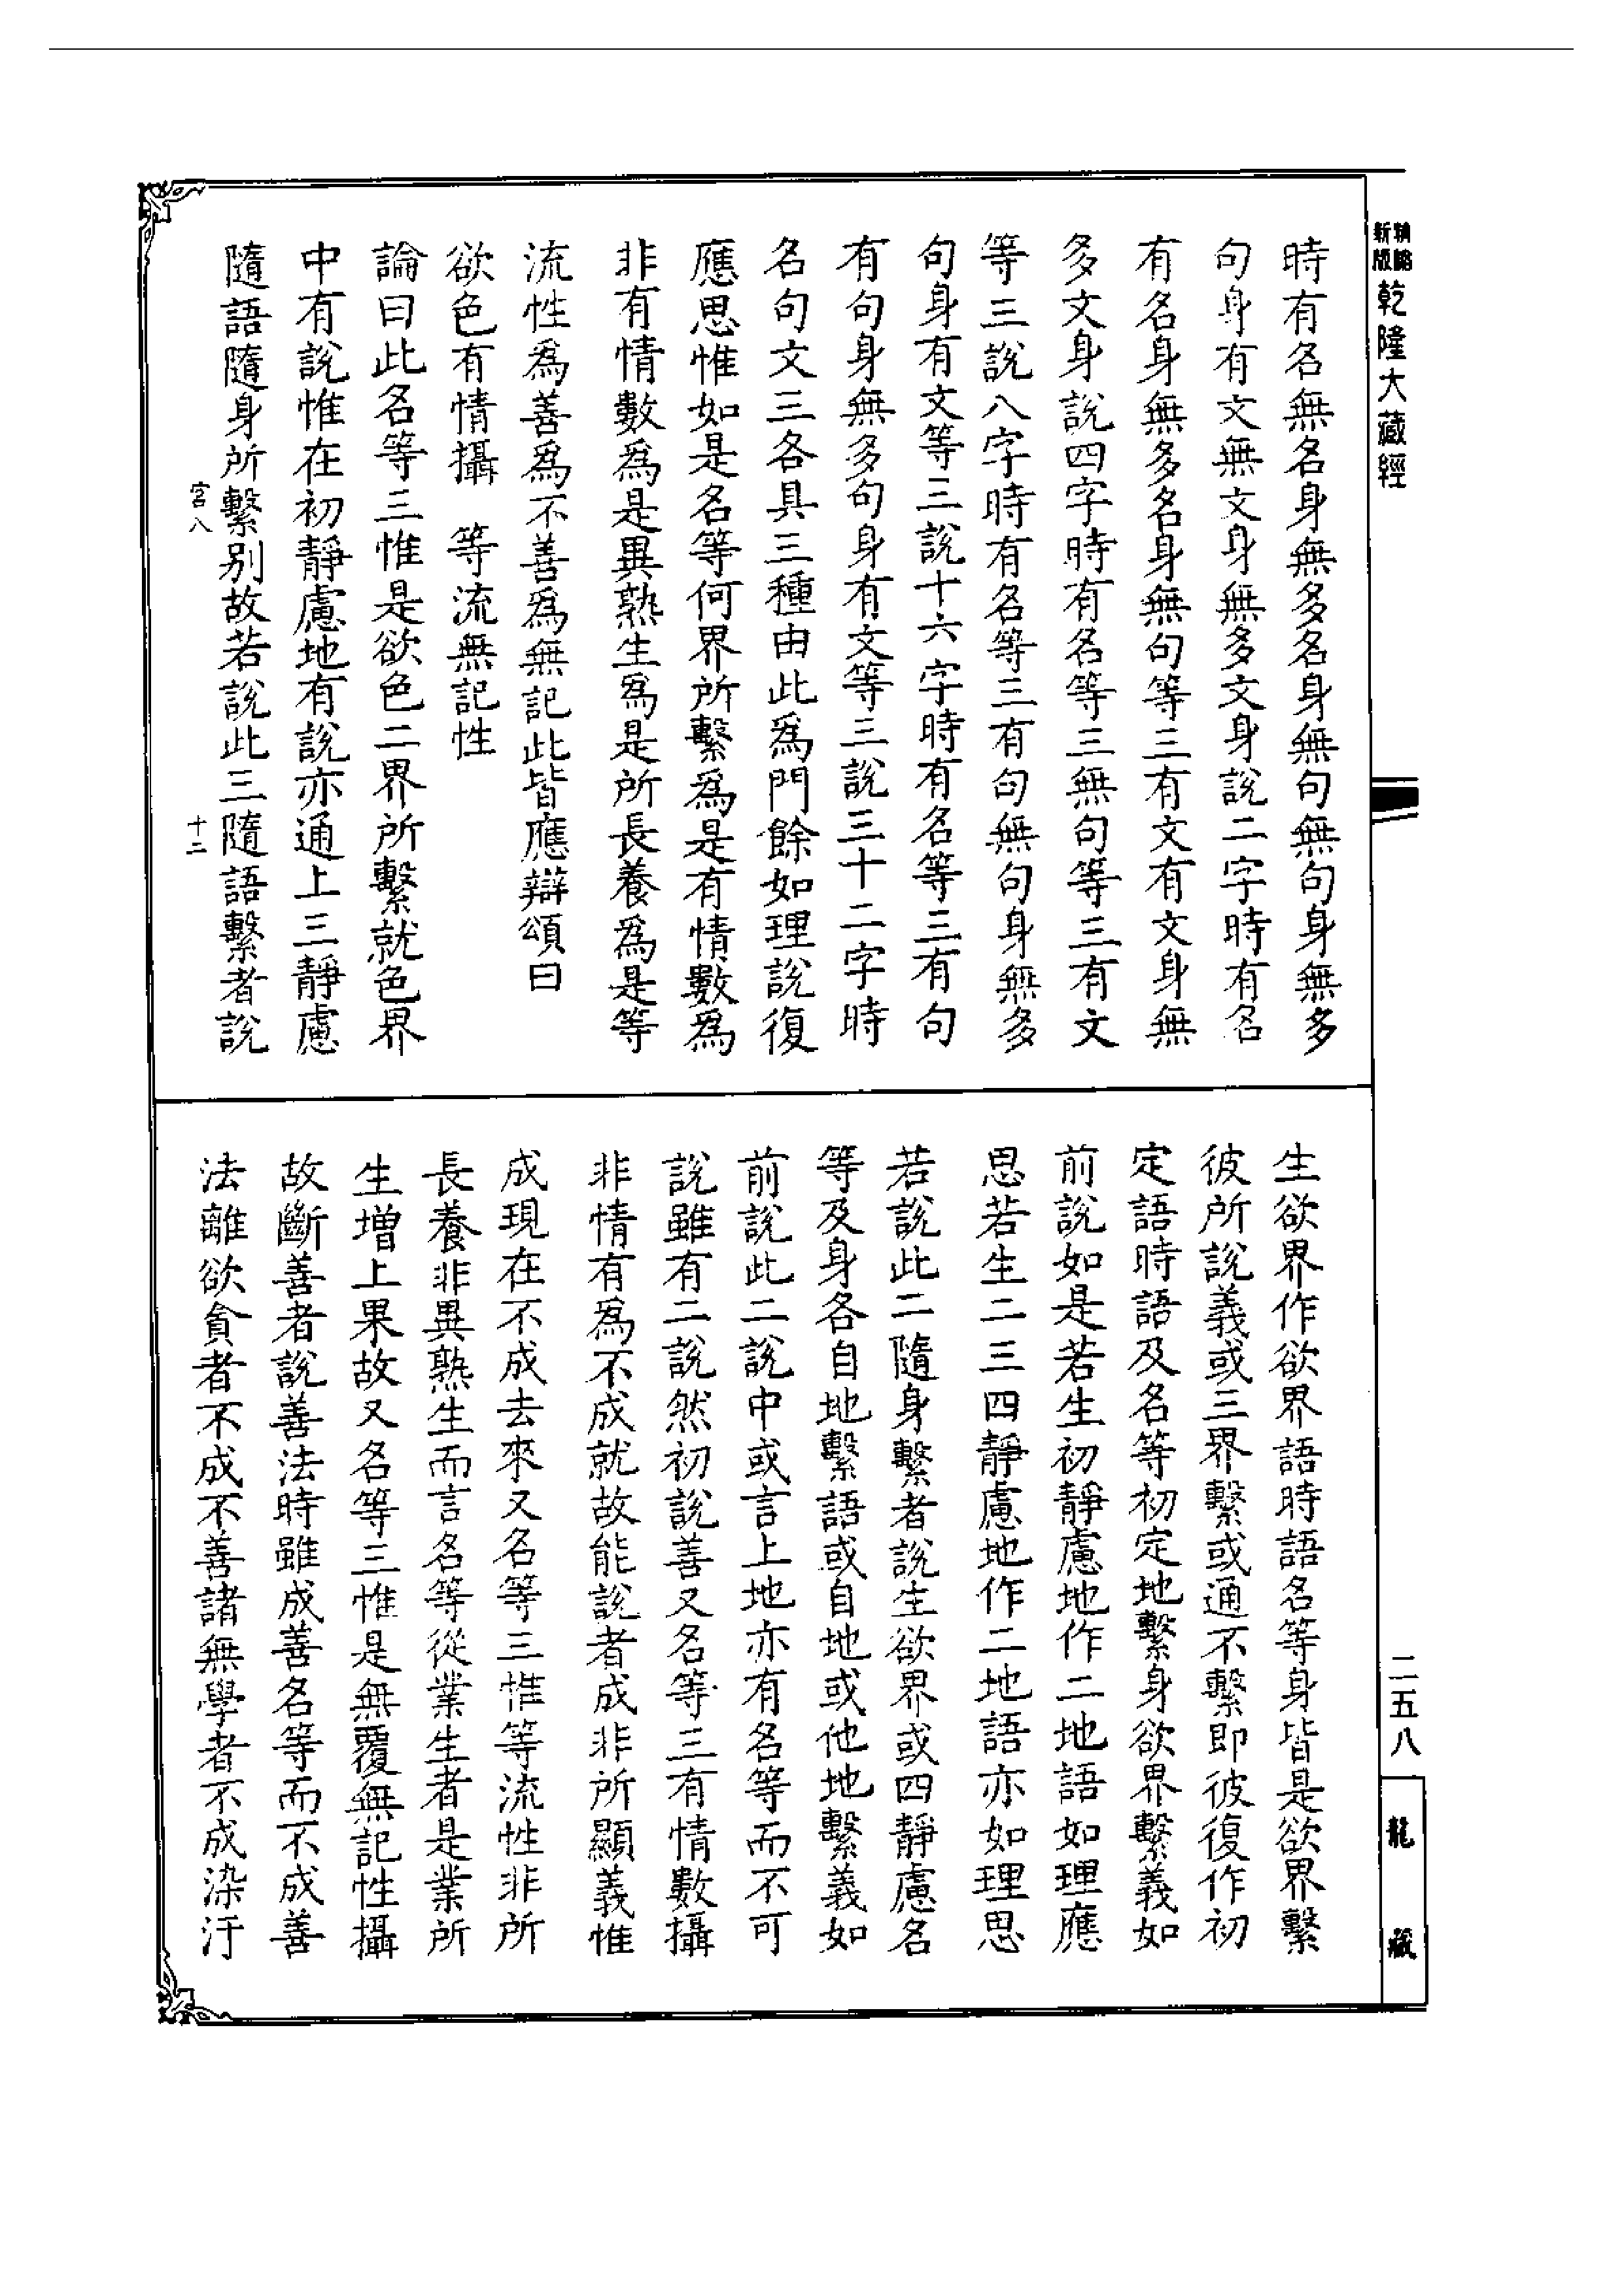 精縮
新版
乾隆大藏經
時有名無名身無多名身無句無句身無多
句身有文無文身無多文身說二字時有名
有名身無多名身無句等三有文有文身無
多文身說四字時有名等三無句等三有文
等三說八字時有名等三有句無句身無多
句身有文等三說十六字時有名等三有句
有句身無多句身有文等三說三十二字時
名句文三各具三種由此爲門餘如理說復
應思惟如是名等何界所繫爲是有情數爲
非有情數爲是異熟生爲是所長養爲是等
流性爲善爲不善爲無記此皆應辯頌曰
欲色有情攝　等流無記性
論曰此名等三惟是欲色二界所繫就色界
中有說惟在初靜慮地有說亦通上三靜慮
隨語隨身所繫別故若說此三隨語繫者說
宮八
十二
生欲界作欲界語時語名等身皆是欲界繫
彼所說義或三界繫或通不繫即彼復作初
定語時語及名等初定地繫身欲界繫義如
前說如是若生初靜慮地作二地語如理應
思若生二三四靜慮地作二地語亦如理思
若說此二隨身繫者說生欲界或四靜慮名
等及身各自地繫語或自地或他地繫義如
前說此二說中或言上地亦有名等而不可
說雖有二說然初說善又名等三有情數攝
非情有爲不成就故能說者成非所顯義惟
成現在不成去來又名等三惟等流性非所
長養非異熟生而言名等從業生者是業所
生增上果故又名等三惟是無覆無記性攝
故斷善者說善法時雖成善名等而不成善
法離欲貪者不成不善諸無學者不成染汙
二五八
龍藏